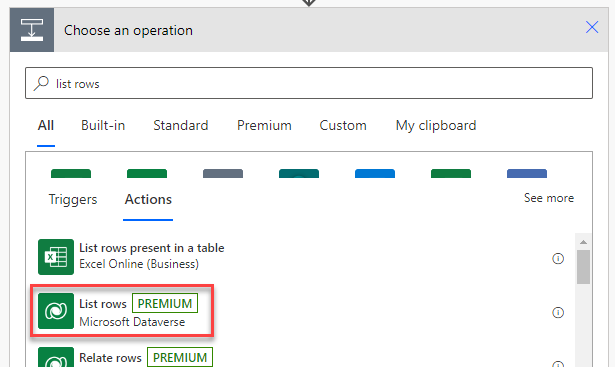 Choose an operation
list rows
All Built-in Standard Premium Custom My clipboard
Triggers Actions See more
List rows present in a table
Excel Online (Business)
List rows PREMIUM
Microsoft Dataverse
Relate rows PREMIUM